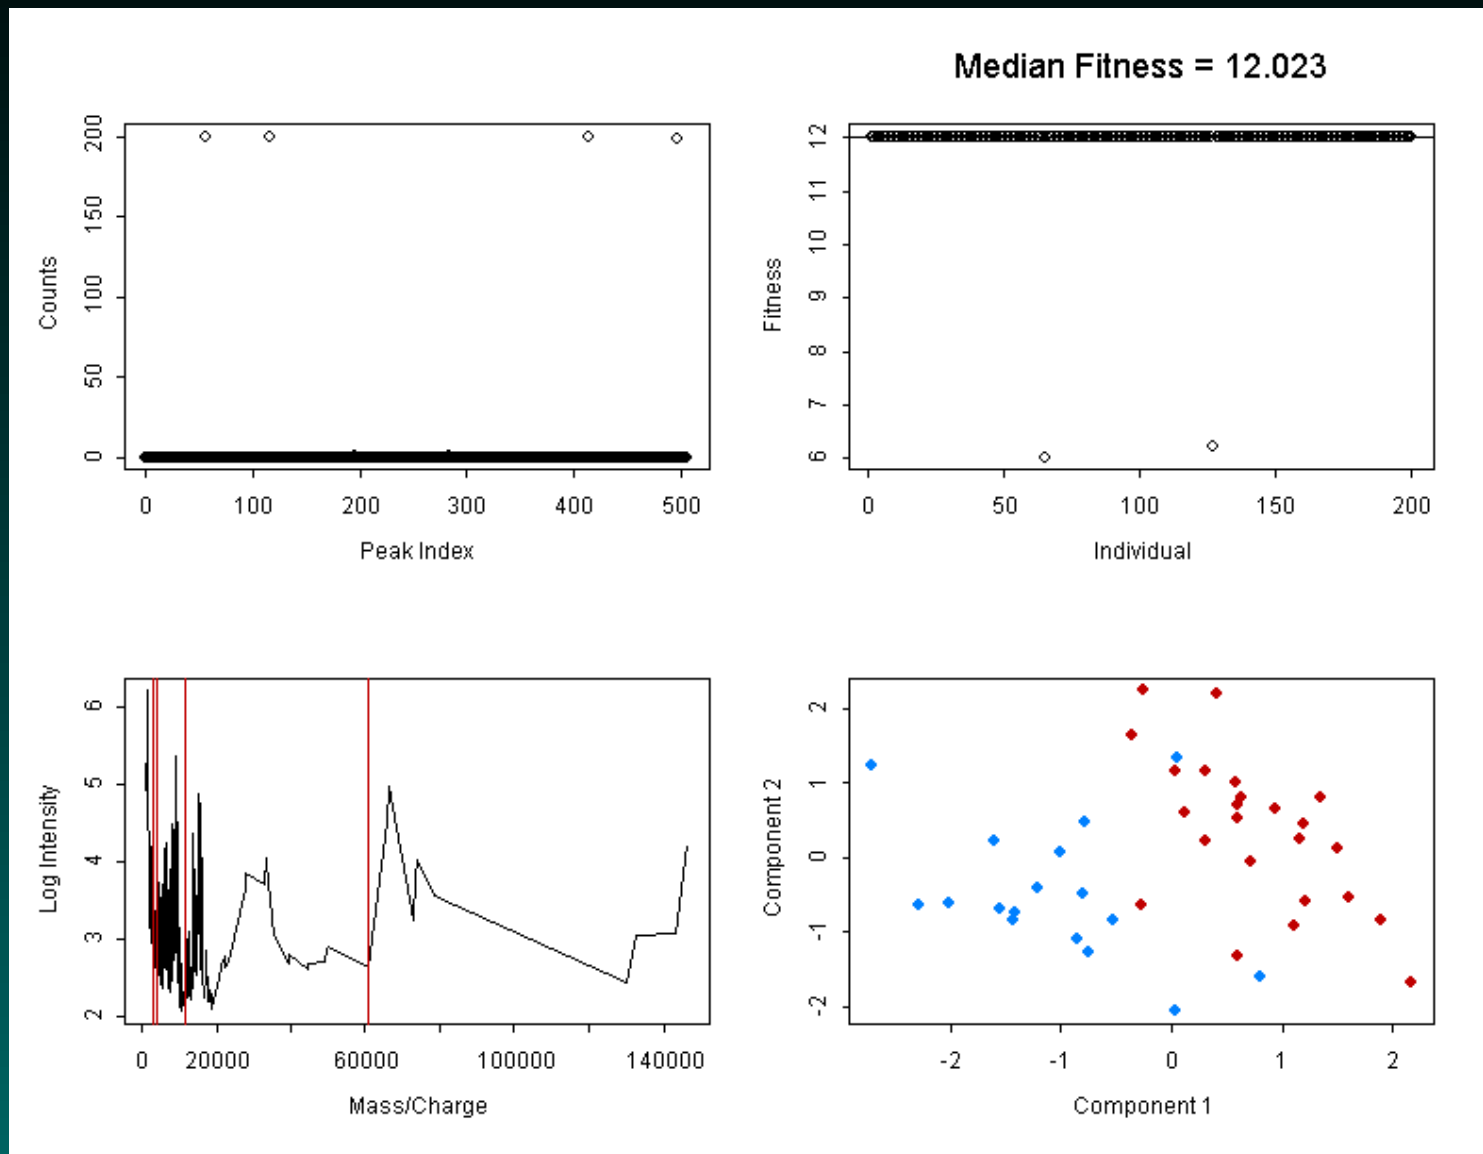 Median Fitness = 12.023
Counts
200
150
100
50
0
0 100 200 300 400 500
Peak Index
Fitness
12
11
10
9
8
7
6
0 50 100 150 200
Individual
Log Intensity
6
5
4
3
2
0 20000 60000 100000 140000
Mass/Charge
Component 2
2
1
0
-1
-2
-2 -1 0 1 2
Component 1